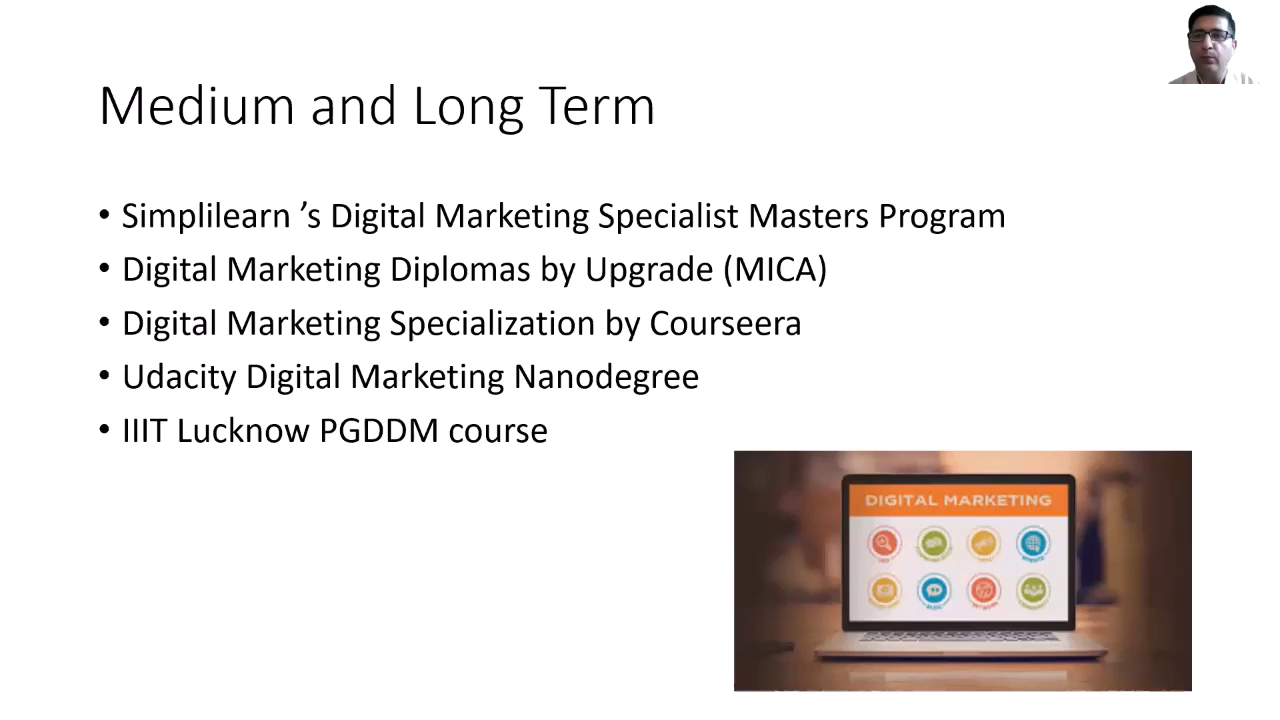 Medium and Long Term
• Simplilearn ’s Digital Marketing Specialist Masters Program
• Digital Marketing Diplomas by Upgrade (MICA)
• Digital Marketing Specialization by Courseera
• Udacity Digital Marketing Nanodegree
• IIIT Lucknow PGDDM course
DIGITAL MARKETING